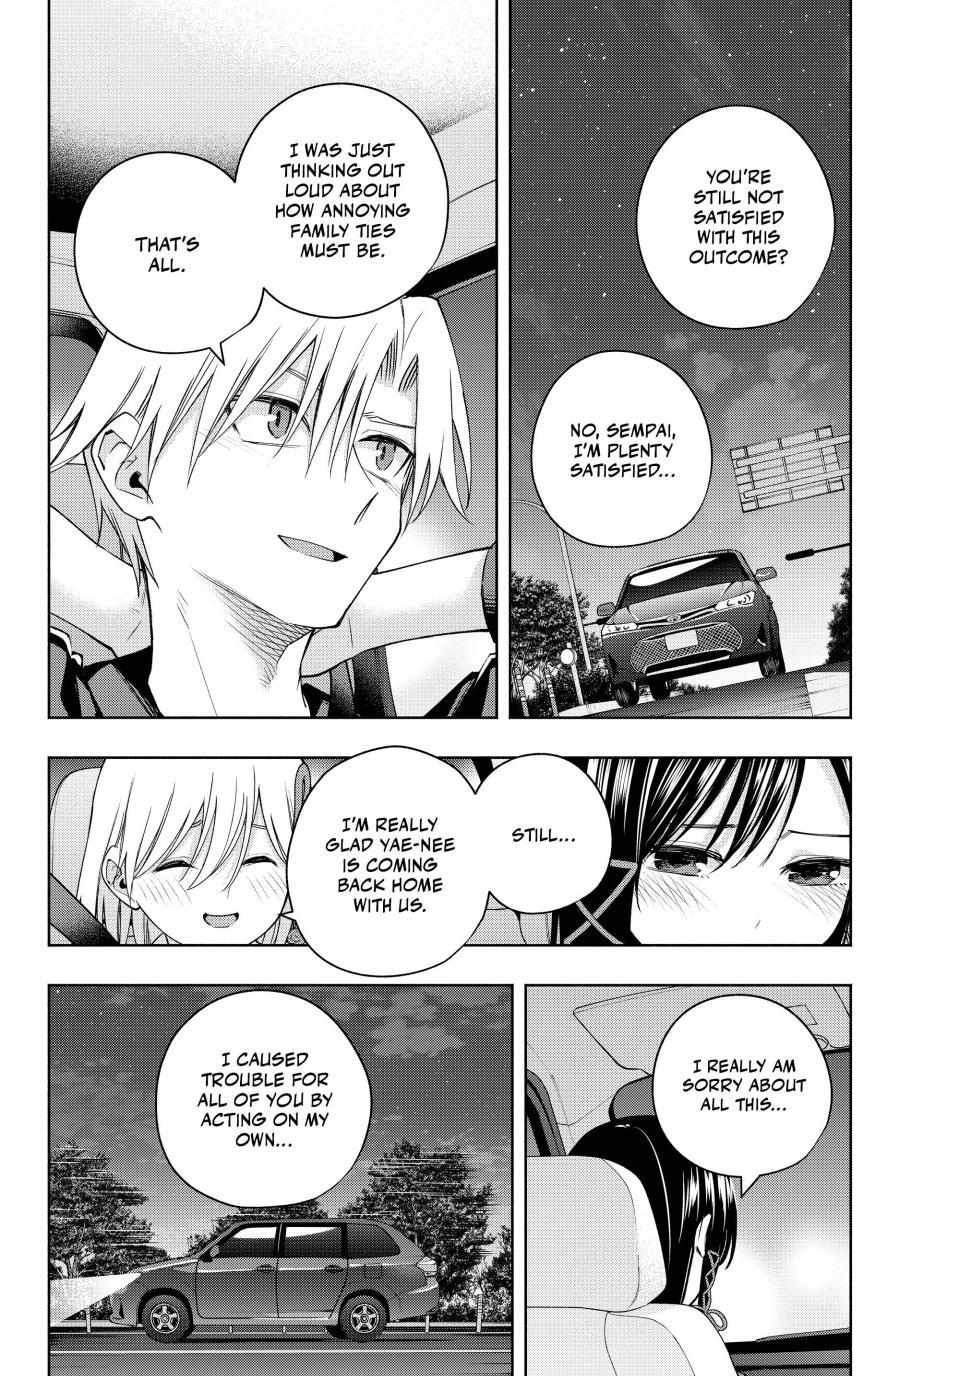 YOU'RE
STILL NOT
SATISFIED
WITH THIS
OUTCOME?
NO, SEMPAI,
I'M PLENTY
SATISFIED...
I WAS JUST
THINKING OUT
LOUD ABOUT
HOW ANNOYING
FAMILY TIES
MUST BE.
THAT'S
ALL.
STILL...
I'M REALLY
GLAD YAE-NEE
IS COMING
BACK HOME
WITH US.
I REALLY AM
SORRY ABOUT
ALL THIS...
I CAUSED
TROUBLE FOR
ALL OF YOU BY
ACTING ON MY
OWN...